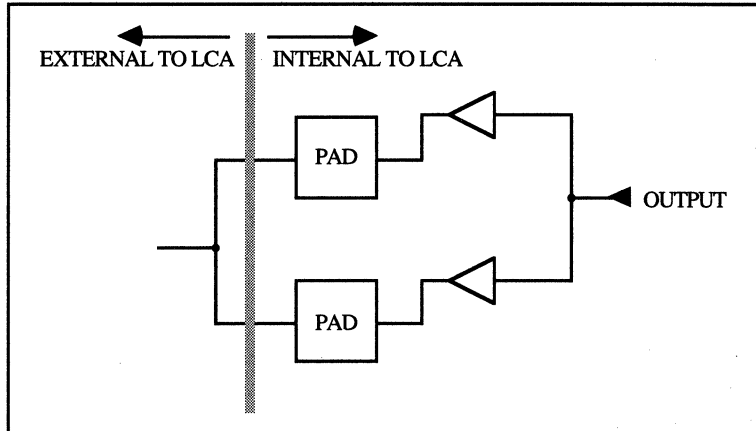 EXTERNAL TO LCA
INTERNAL TO LCA
PAD
OUTPUT
PAD